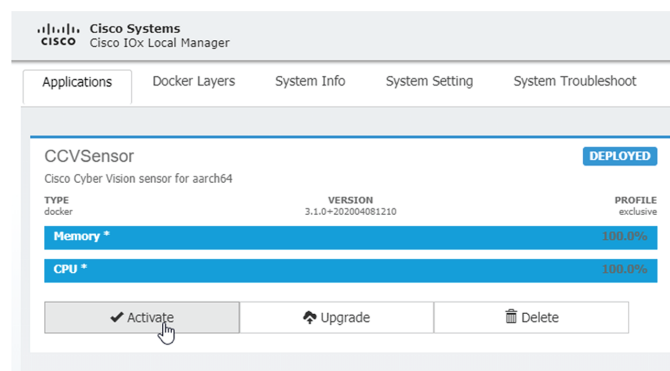 Cisco Systems
CISCO Cisco IOx Local Manager
Applications Docker Layers System Info System Setting System Troubleshoot
CCVSensor DEPLOYED
Cisco Cyber Vision sensor for aarch64
TYPE VERSION PROFILE
docker 3.1.0+202004081210 exclusive
Memory * 100.0%
CPU * 100.0%
Activate Upgrade Delete